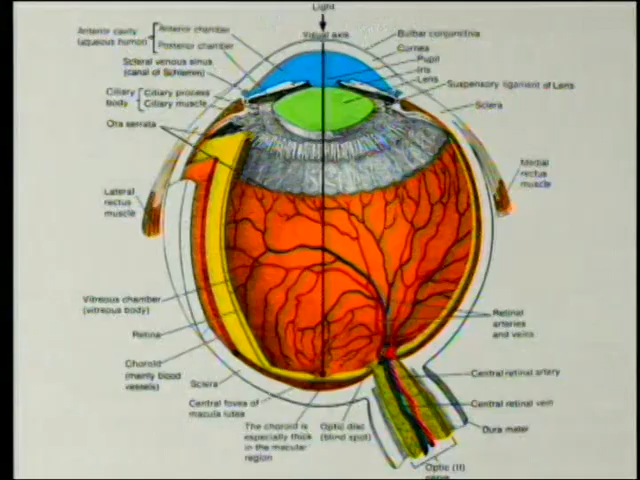 Light
Visual axis
Anterior cavity
(aqueous humor)
Anterior chamber
Posterior chamber
Scleral venous sinus
(canal of Schlemm)
Ciliary
body
Ciliary process
Ciliary muscle
Ora serrata
Lateral
rectus
muscle
Vitreous chamber
(vitreous body)
Retina
Choroid
(mainly blood
vessels)
Sclera
Central fovea of
macula lutea
The choroid is
especially thick
in the macular
region
Optic disc
(blind spot)
Bulbar conjunctiva
Cornea
Pupil
Iris
Lens
Suspensory ligament of Lens
Sclera
Medial
rectus
muscle
Retinal
arteries
and veins
Central retinal artery
Central retinal vein
Dura mater
Optic (II)
nerve